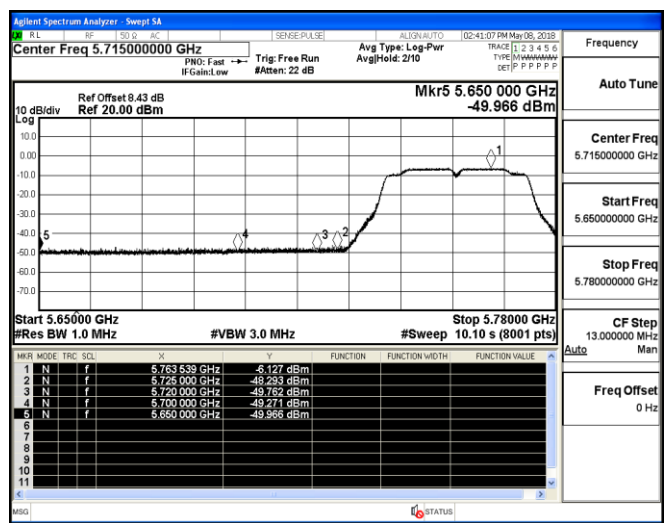 Agilent Spectrum Analyzer - Swept SA
RL RF 50 Ω AC SENSE:PULSE ALIGNAUTO 02:41:07 PM May 08, 2018
Center Freq 5.715000000 GHz
PNO: Fast
IFGain:Low
Trig: Free Run
#Atten: 22 dB
Avg Type: Log-Pwr
Avg|Hold: 2/10
TRACE 1 2 3 4 5 6
TYPE MWWWWW
DET P P P P P P
Ref Offset 8.43 dB
10 dB/div Ref 20.00 dBm
Mkr5 5.650 000 GHz
-49.966 dBm
Log
10.0
0.00
-10.0
-20.0
-30.0
-40.0
-50.0
-60.0
-70.0
5
4
3
2
1
Start 5.65000 GHz
Stop 5.78000 GHz
#Res BW 1.0 MHz
#VBW 3.0 MHz
#Sweep 10.10 s (8001 pts)
MKR MODE TRC SCL X Y FUNCTION FUNCTION WIDTH FUNCTION VALUE
1 N f 5.763 539 GHz -6.127 dBm
2 N f 5.725 000 GHz -48.293 dBm
3 N f 5.720 000 GHz -49.762 dBm
4 N f 5.700 000 GHz -49.271 dBm
5 N f 5.650 000 GHz -49.966 dBm
6
7
8
9
10
11
MSG
STATUS
Frequency
Auto Tune
Center Freq
5.715000000 GHz
Start Freq
5.650000000 GHz
Stop Freq
5.780000000 GHz
CF Step
13.000000 MHz
Auto Man
Freq Offset
0 Hz